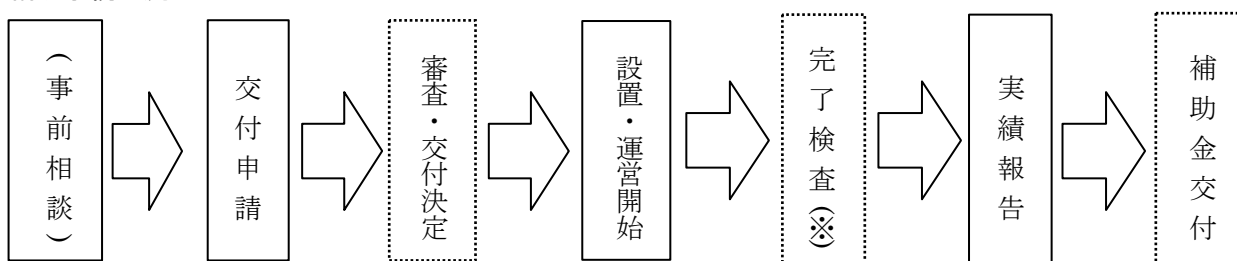 （事前相談）
交付申請
審査・交付決定
設置・運営開始
完了検査(※)
実績報告
補助金交付